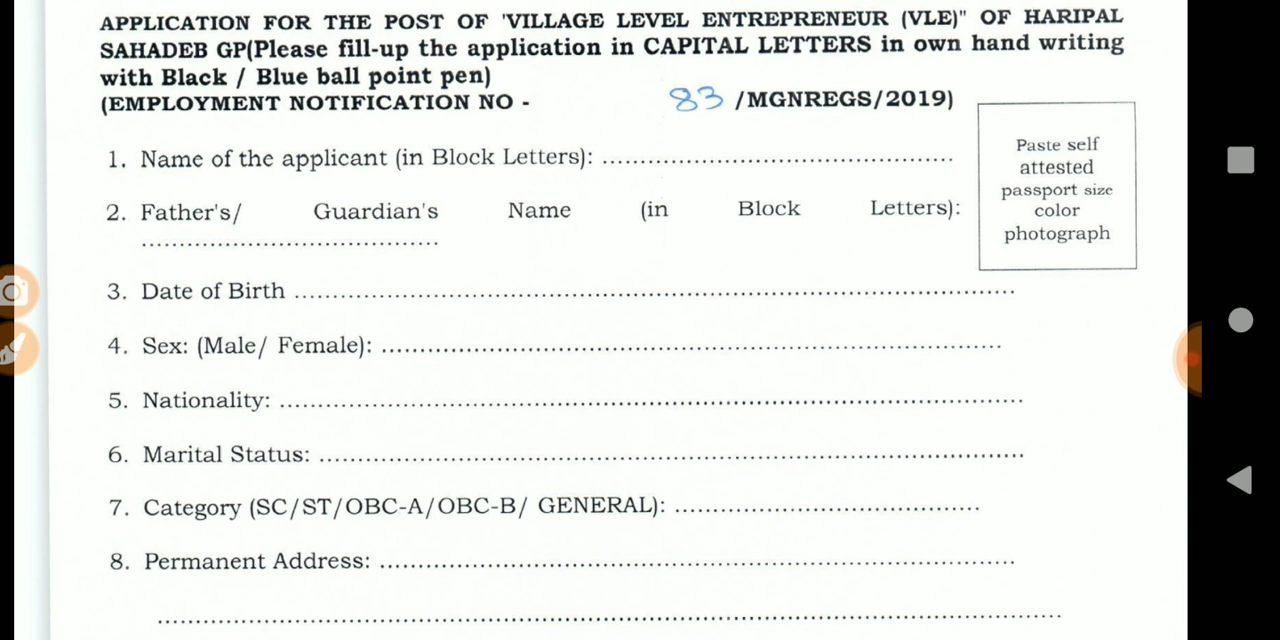 APPLICATION FOR THE POST OF 'VILLAGE LEVEL ENTREPRENEUR (VLE)" OF HARIPAL
SAHADEB GP(Please fill-up the application in CAPITAL LETTERS in own hand writing
with Black / Blue ball point pen)
(EMPLOYMENT NOTIFICATION NO - 83 /MGNREGS/2019)
Paste self
attested
passport size
color
photograph
1. Name of the applicant (in Block Letters): ................................................
2. Father's/ Guardian's Name (in Block Letters):
........................................
3. Date of Birth ................................................................................
4. Sex: (Male/ Female): ................................................................................
5. Nationality: ................................................................................
6. Marital Status: ................................................................................
7. Category (SC/ST/OBC-A/OBC-B/ GENERAL): ........................................
8. Permanent Address: ................................................................................
................................................................................